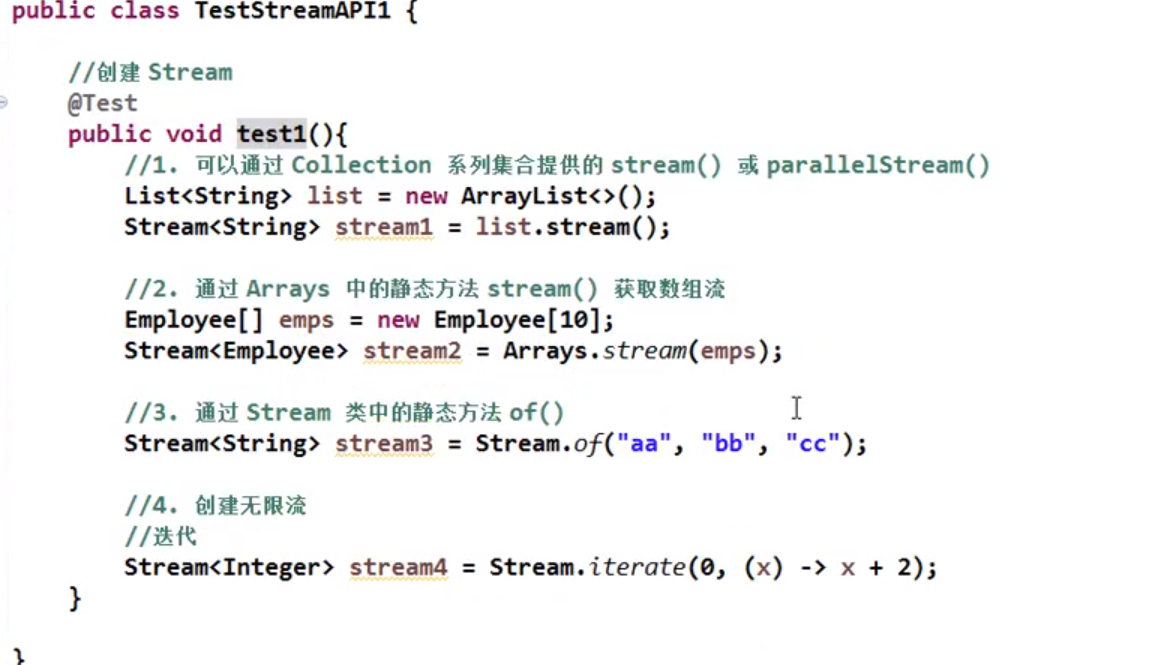 public class TestStreamAPI1 {
//创建 Stream
@Test
public void test1(){
//1. 可以通过 Collection 系列集合提供的 stream() 或 parallelStream()
List<String> list = new ArrayList<>();
Stream<String> stream1 = list.stream();
//2. 通过 Arrays 中的静态方法 stream() 获取数组流
Employee[] emps = new Employee[10];
Stream<Employee> stream2 = Arrays.stream(emps);
//3. 通过 Stream 类中的静态方法 of()
Stream<String> stream3 = Stream.of("aa", "bb", "cc");
//4. 创建无限流
//迭代
Stream<Integer> stream4 = Stream.iterate(0, (x) -> x + 2);
}
}